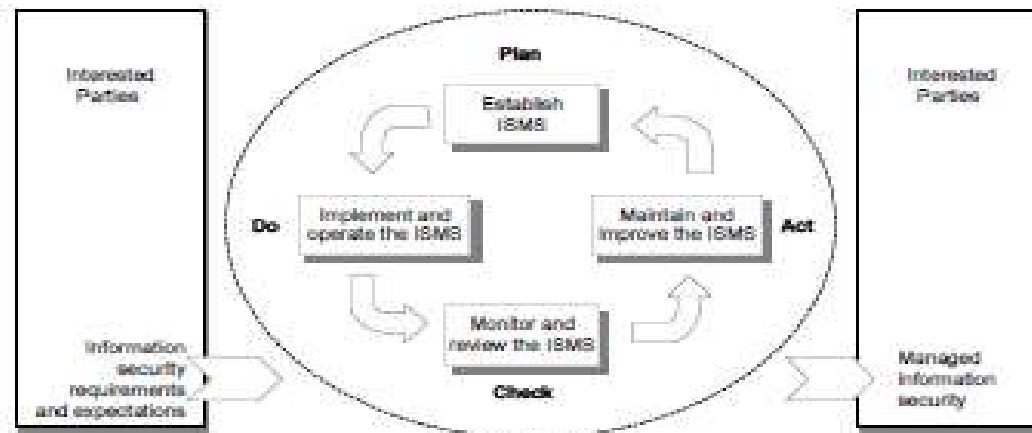 Interested
Parties
Plan
Establish
ISMS
Do
Implement and
operate the ISMS
Maintain and
improve the ISMS
Act
Monitor and
review the ISMS
Check
Information
security
requirements
and expectations
Interested
Parties
Managed
information
security